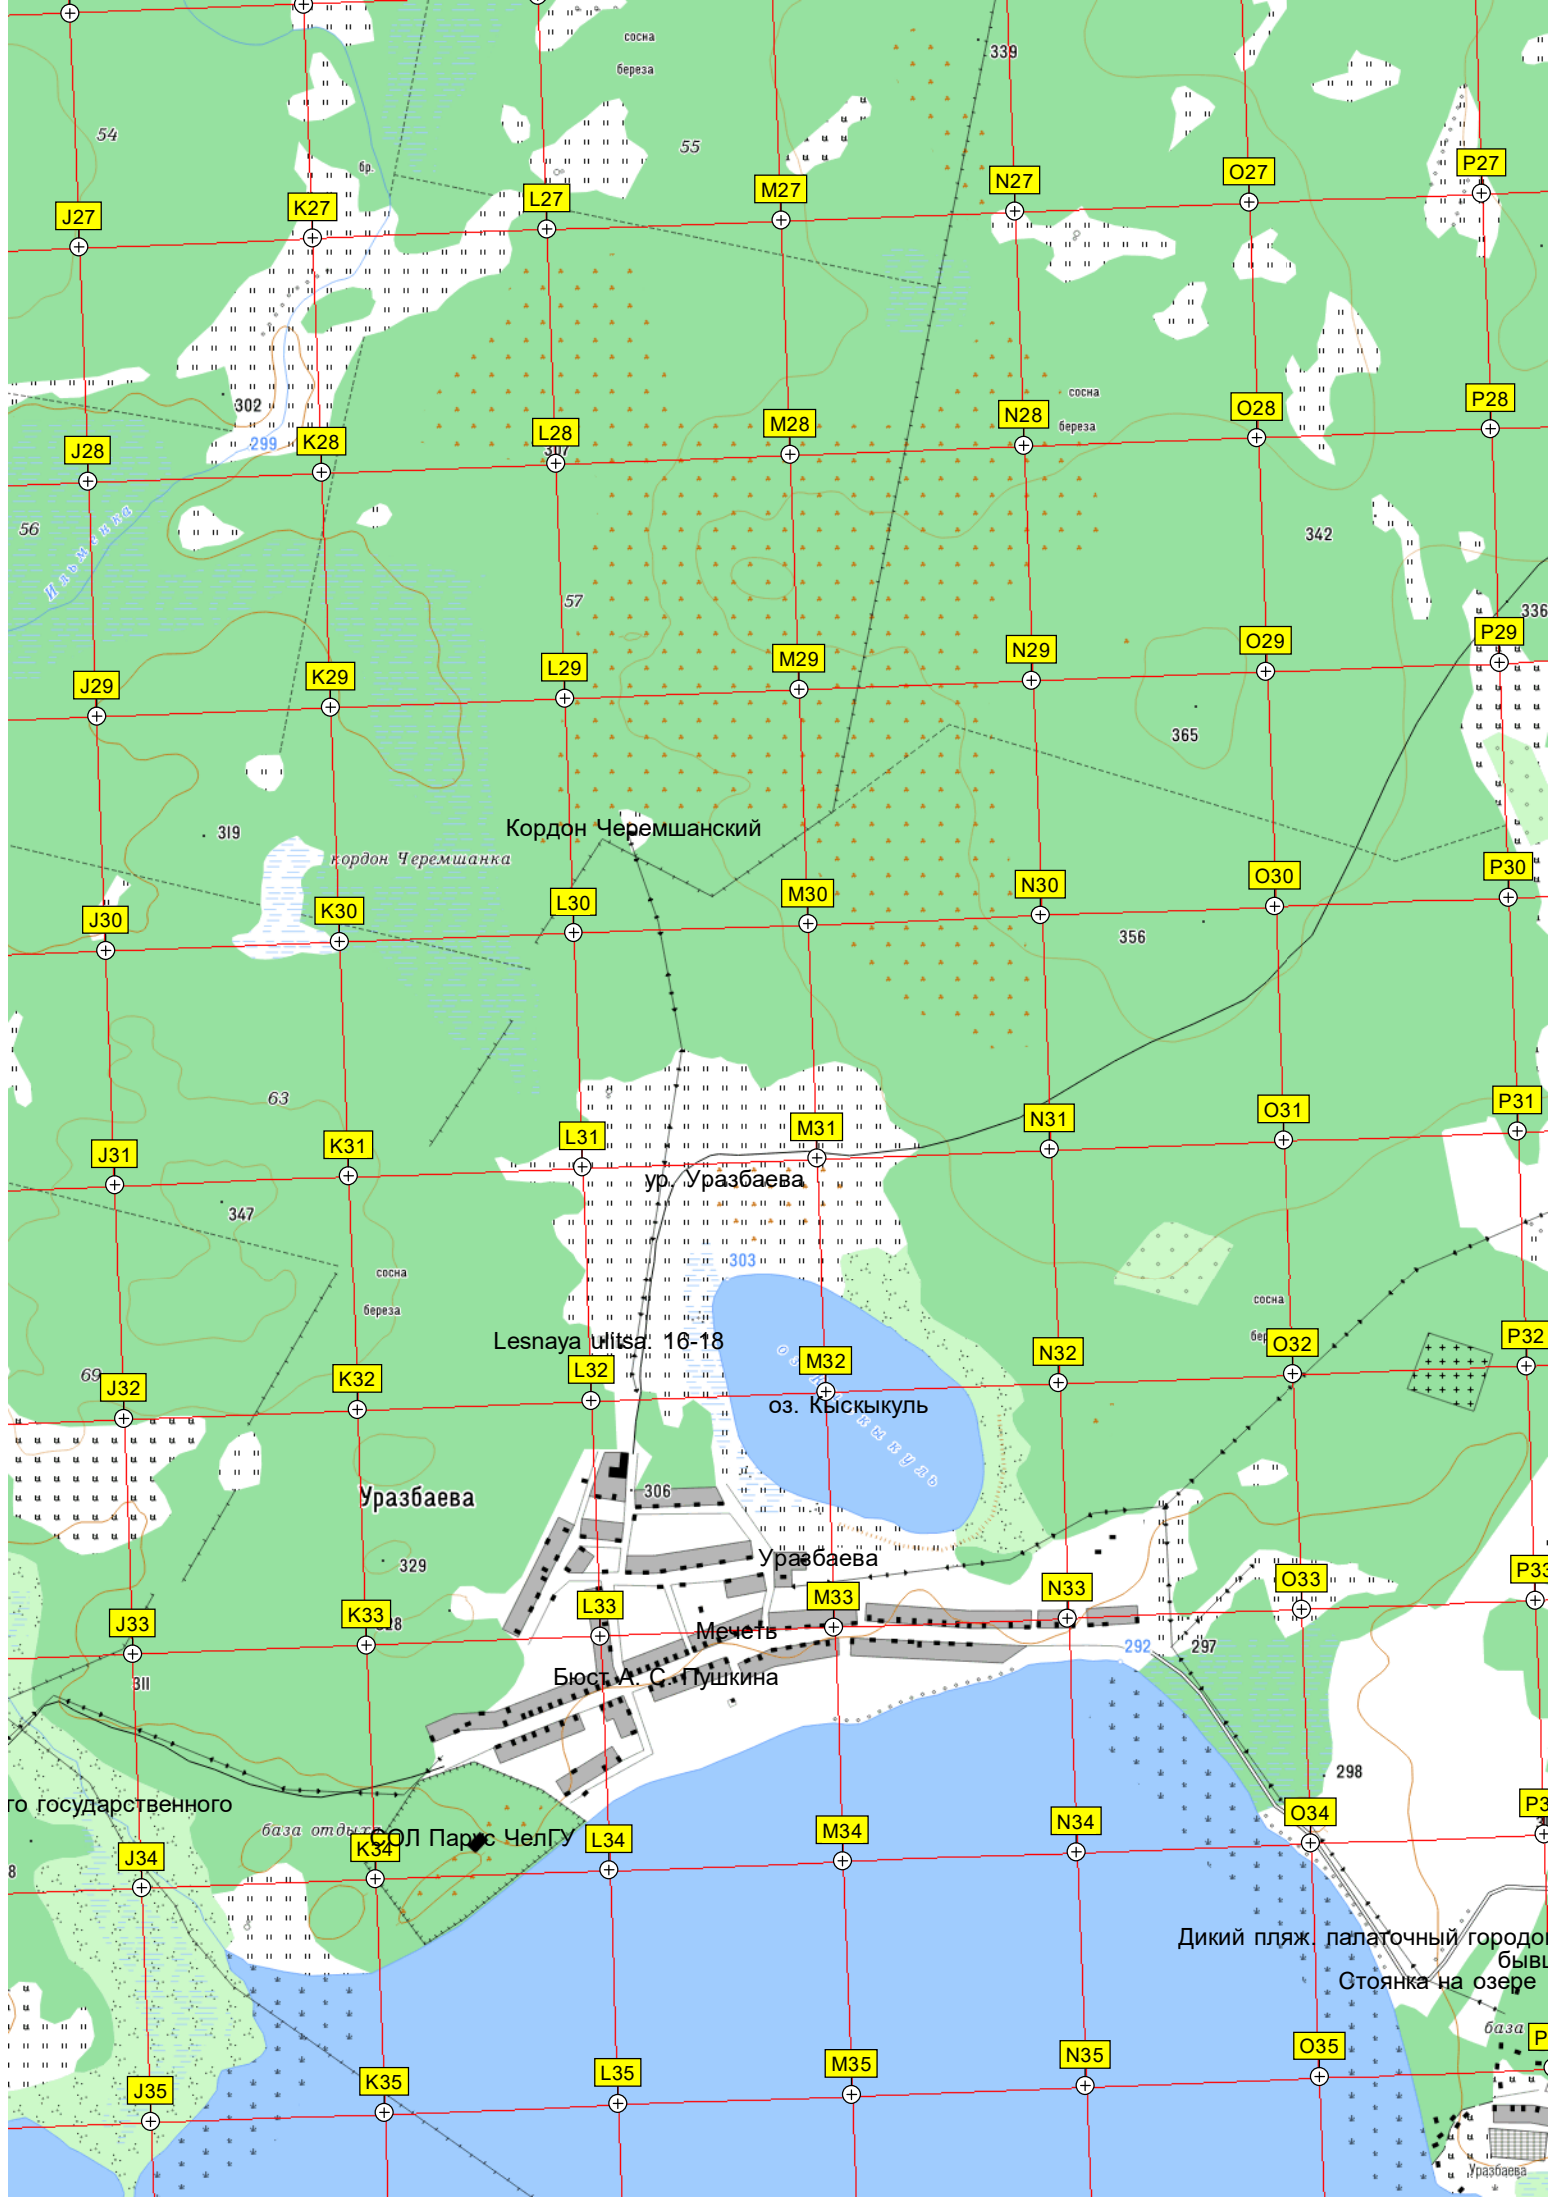 сосна
береза
339
54
55
бр.
J27
K27
L27
M27
N27
O27
P27
302
299
сосна
береза
J28
K28
L28
307
M28
N28
O28
P28
56
Ильменка
342
57
336
J29
K29
L29
M29
N29
O29
P29
365
319
Кордон Черемшанский
кордон Черемшанка
J30
K30
L30
M30
N30
O30
P30
356
63
J31
K31
L31
M31
N31
O31
P31
ур. Уразбаева
347
303
сосна
береза
сосна
Lesnaya ulitsa. 16-18
69
J32
K32
L32
M32
N32
O32
P32
оз. Кыскыкуль
Уразбаева
306
329
Уразбаева
J33
K33
L33
M33
N33
O33
P33
Мечеть
292
297
311
Бюст А. С. Пушкина
298
го государственного
база отдыха
СОЛ Парус ЧелГУ
J34
K34
L34
M34
N34
O34
P3
8
Дикий пляж. палаточный городо
Стоянка на озере
база
J35
K35
L35
M35
N35
O35
P
Уразбаева